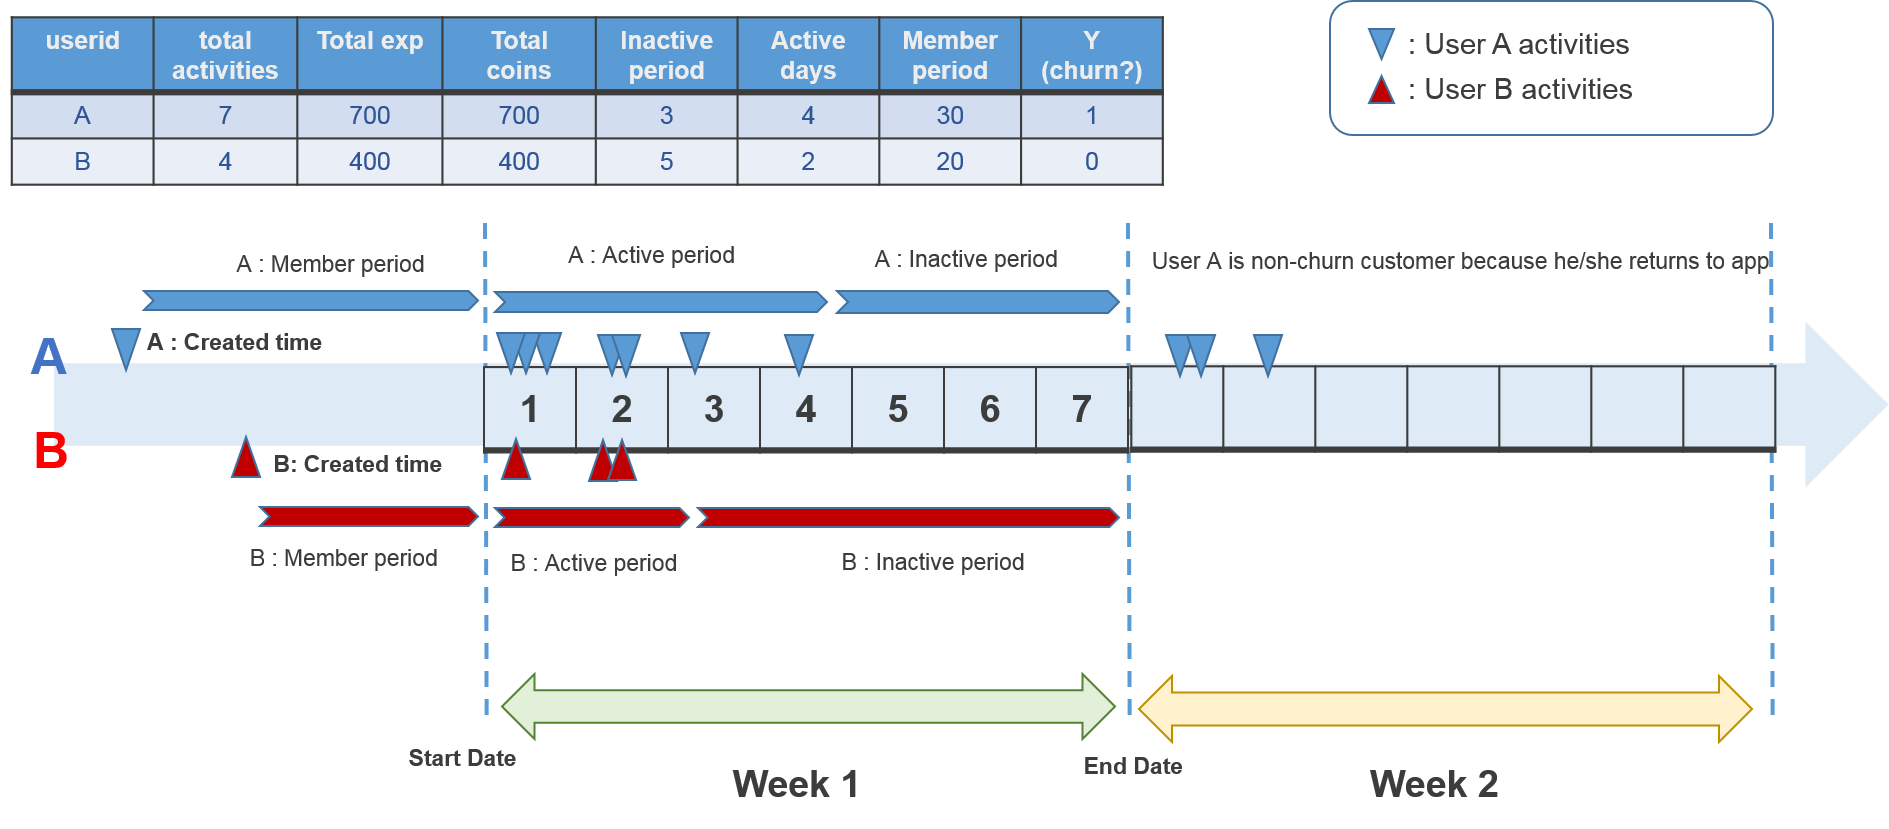 userid total activities Total exp Total coins Inactive period Active days Member period Y (churn?)
A 7 700 700 3 4 30 1
B 4 400 400 5 2 20 0
: User A activities
: User B activities
A : Member period
A : Active period
A : Inactive period
User A is non-churn customer because he/she returns to app
A
A : Created time
1 2 3 4 5 6 7
B
B: Created time
B : Member period
B : Active period
B : Inactive period
Start Date
End Date
Week 1
Week 2